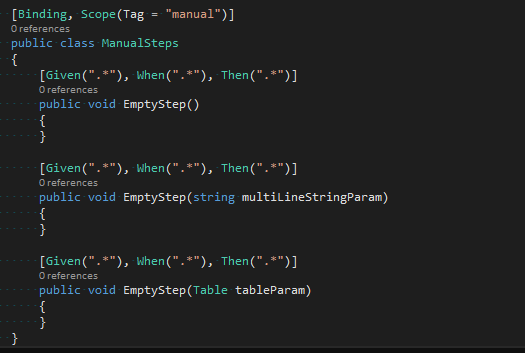 [Binding, Scope(Tag = "manual")]
0 references
public class ManualSteps
{
[Given(".*"), When(".*"), Then(".*")]
0 references
public void EmptyStep()
{
}
[Given(".*"), When(".*"), Then(".*")]
0 references
public void EmptyStep(string multiLineStringParam)
{
}
[Given(".*"), When(".*"), Then(".*")]
0 references
public void EmptyStep(Table tableParam)
{
}
}